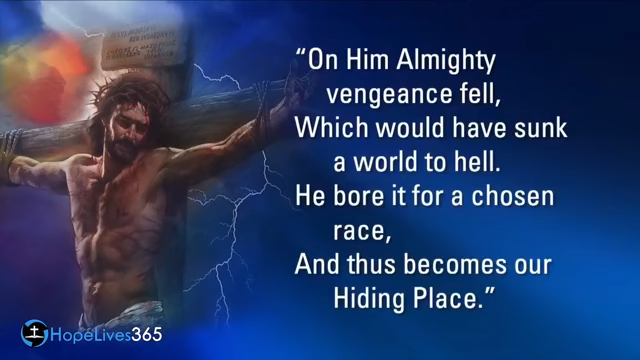 “On Him Almighty
vengeance fell,
Which would have sunk
a world to hell.
He bore it for a chosen
race,
And thus becomes our
Hiding Place.”
HopeLives365